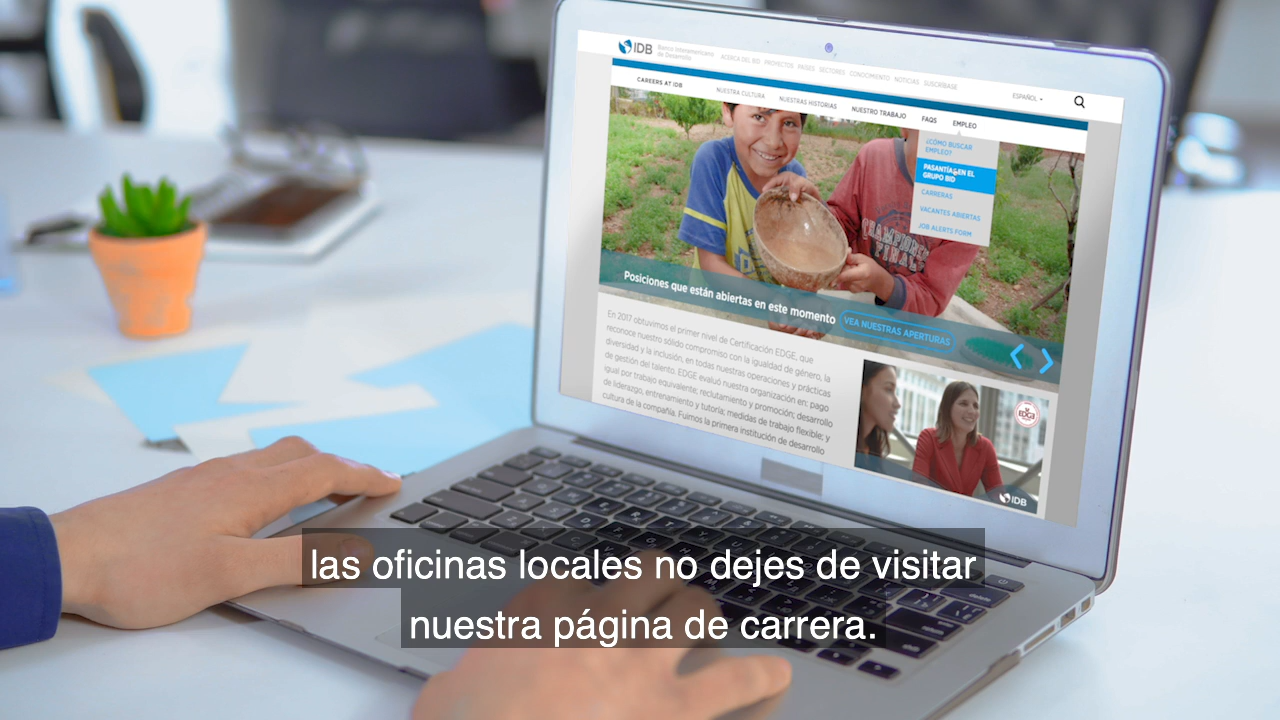 IDB Banco Interamericano
de Desarrollo
ACERCA DEL BID PROYECTOS PAÍSES SECTORES CONOCIMIENTO NOTICIAS SUSCRÍBASE
ESPAÑOL
CAREERS AT IDB
NUESTRA CULTURA NUESTRAS HISTORIAS NUESTRO TRABAJO FAQS EMPLEO
¿CÓMO BUSCAR
EMPLEO?
PASANTÍAS EN EL
GRUPO BID
CARRERAS
VACANTES ABIERTAS
JOB ALERTS FORM
CHAMPION
FINAL
Posiciones que están abiertas en este momento
VEA NUESTRAS APERTURAS
En 2017 obtuvimos el primer nivel de Certificación EDGE, que
reconoce nuestro sólido compromiso con la igualdad de género, la
diversidad y la inclusión, en todas nuestras operaciones y prácticas
de gestión del talento. EDGE evaluó nuestra organización en: pago
igual por trabajo equivalente; reclutamiento y promoción; desarrollo
de liderazgo, entrenamiento y tutoría; medidas de trabajo flexible; y
cultura de la compañía. Fuimos la primera institución de desarrollo
EDGE
IDB
delete
las oficinas locales no dejes de visitar
nuestra página de carrera.